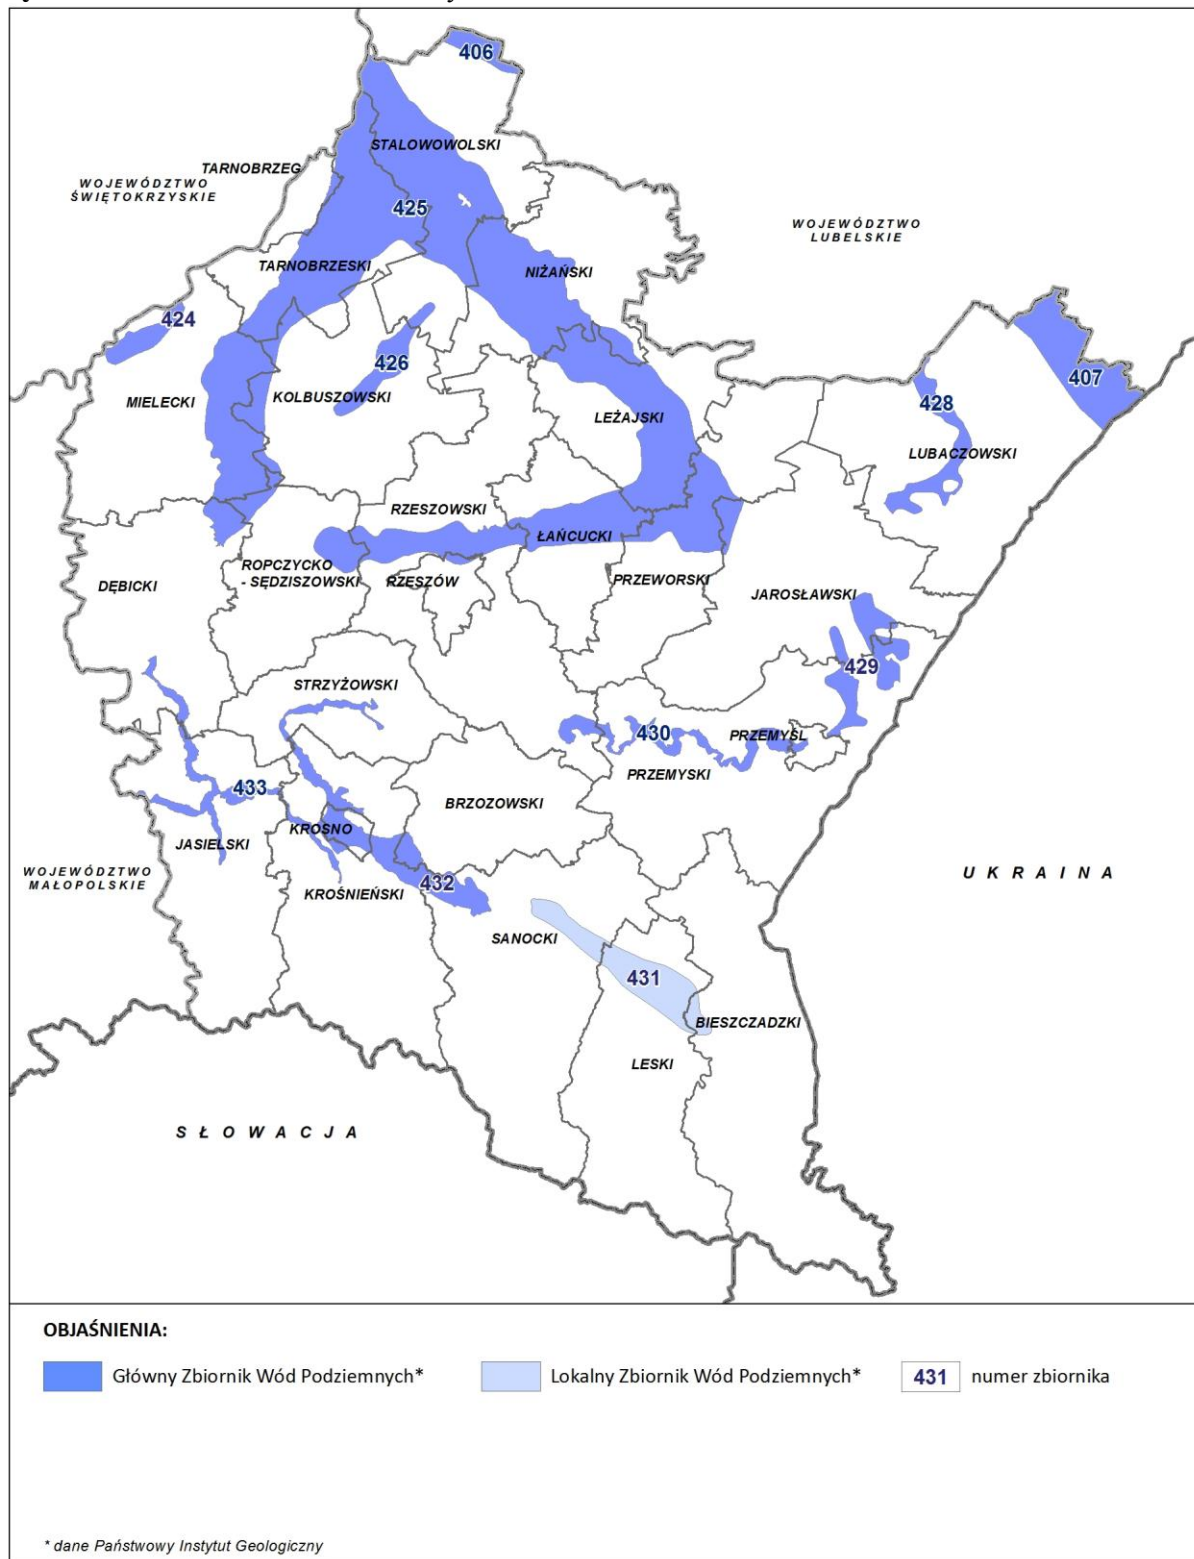 406
STALOWOWOLSKI
TARNOBRZEG
WOJEWÓDZTWO
ŚWIĘTOKRZYSKIE
425
WOJEWÓDZTWO
LUBELSKIE
TARNOBRZESKI
NIŻAŃSKI
424
426
407
MIELECKI
KOLBUSZOWSKI
428
LEŻAJSKI
LUBACZOWSKI
RZESZOWSKI
ŁAŃCUCKI
ROPCZYCKO
- SĘDZISZOWSKI
DĘBICKI
RZESZÓW
PRZEWORSKI
JAROSŁAWSKI
429
STRZYŻOWSKI
430
PRZEMYŚL
PRZEMYSKI
433
BRZOZOWSKI
KROSNO
JASIELSKI
WOJEWÓDZTWO
MAŁOPOLSKIE
432
KROŚNIEŃSKI
UKRAINA
SANOCKI
431
BIESZCZADZKI
LESKI
SŁOWACJA
OBJAŚNIENIA:
Główny Zbiornik Wód Podziemnych*
Lokalny Zbiornik Wód Podziemnych*
431 numer zbiornika
* dane Państwowy Instytut Geologiczny